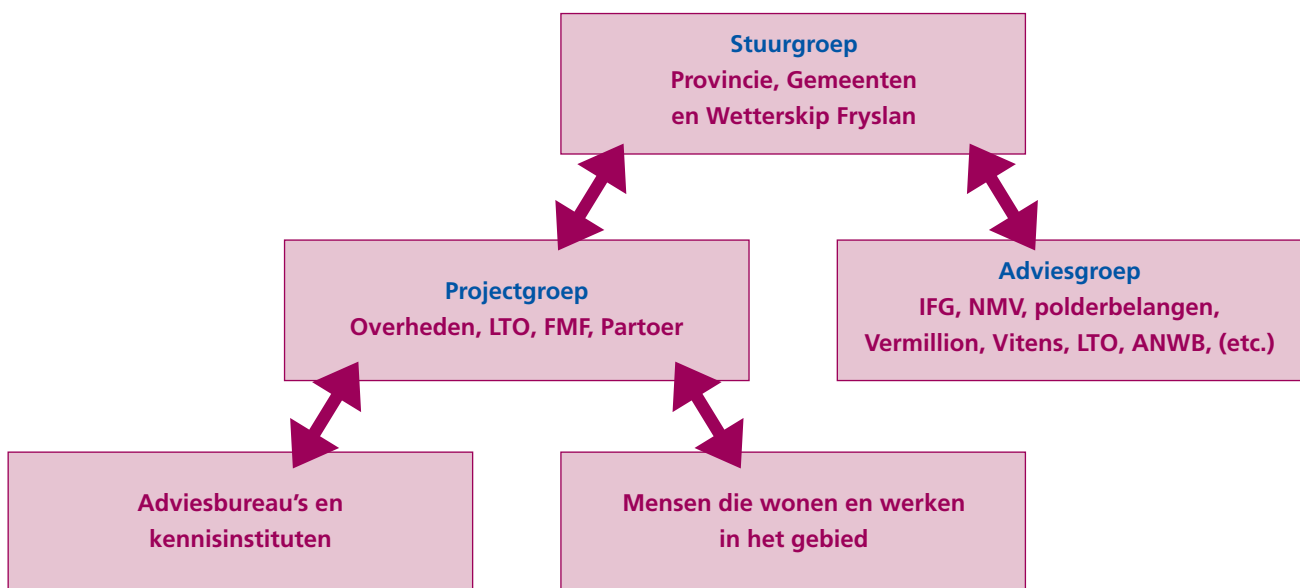 Stuurgroep
Provincie, Gemeenten
en Wetterskip Fryslan
Projectgroep
Overheden, LTO, FMF, Partoer
Adviesgroep
IFG, NMV, polderbelangen,
Vermillion, Vitens, LTO, ANWB, (etc.)
Adviesbureau's en
kennisinstituten
Mensen die wonen en werken
in het gebied